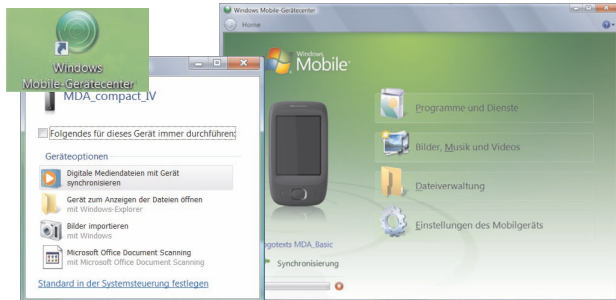 Windows
Mobile-Gerätecenter
MDA_compact_IV
Folgendes für dieses Gerät immer durchführen:
Geräteoptionen
Digitale Mediendateien mit Gerät
synchronisieren
Gerät zum Anzeigen der Dateien öffnen
mit Windows-Explorer
Bilder importieren
mit Windows
Microsoft Office Document Scanning
mit Microsoft Office Document Scanning
Standard in der Systemsteuerung festlegen
Windows Mobile-Gerätecenter
Home
Windows
Mobile
Programme und Dienste
Bilder, Musik und Videos
Dateiverwaltung
Einstellungen des Mobilgeräts
MDA_Basic
Synchronisierung